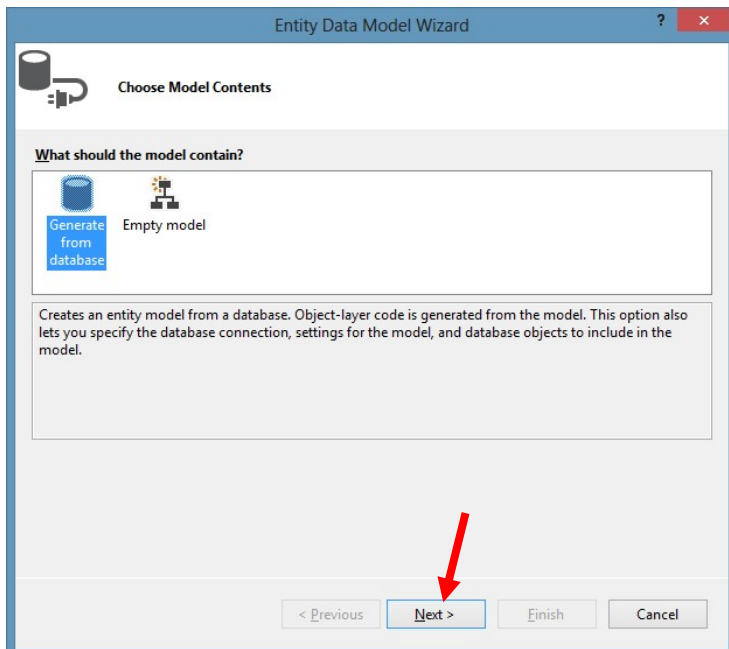 Entity Data Model Wizard
? ×
Choose Model Contents
What should the model contain?
Generate
from
database
Empty model
Creates an entity model from a database. Object-layer code is generated from the model. This option also
lets you specify the database connection, settings for the model, and database objects to include in the
model.
< Previous Next > Finish Cancel